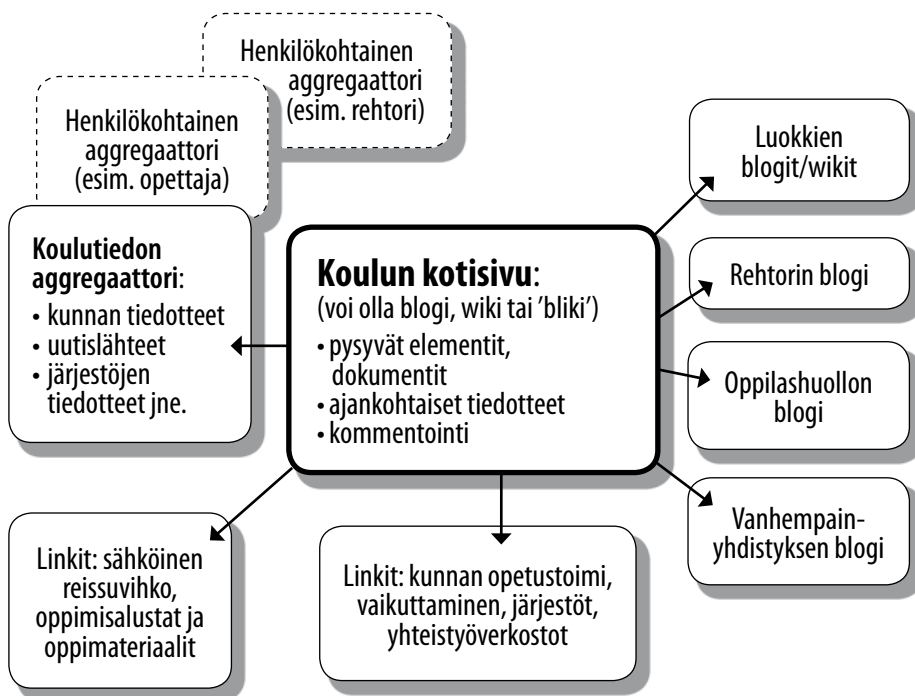 Henkilökohtainen
aggregaattori
(esim. rehtori)
Henkilökohtainen
aggregaattori
(esim. opettaja)
Koulutiedon
aggregaattori:
• kunnan tiedotteet
• uutislähteet
• järjestöjen
tiedotteet jne.
Koulun kotisivu:
(voi olla blogi, wiki tai ’bliki’)
• pysyvät elementit,
dokumentit
• ajankohtaiset tiedotteet
• kommentointi
Luokkien
blogit/wikit
Rehtorin blogi
Oppilashuollon
blogi
Vanhempain-
yhdistyksen blogi
Linkit: sähköinen
reissuvihko,
oppimisalustat ja
oppimateriaalit
Linkit: kunnan opetustoimi,
vaikuttaminen, järjestöt,
yhteistyöverkostot